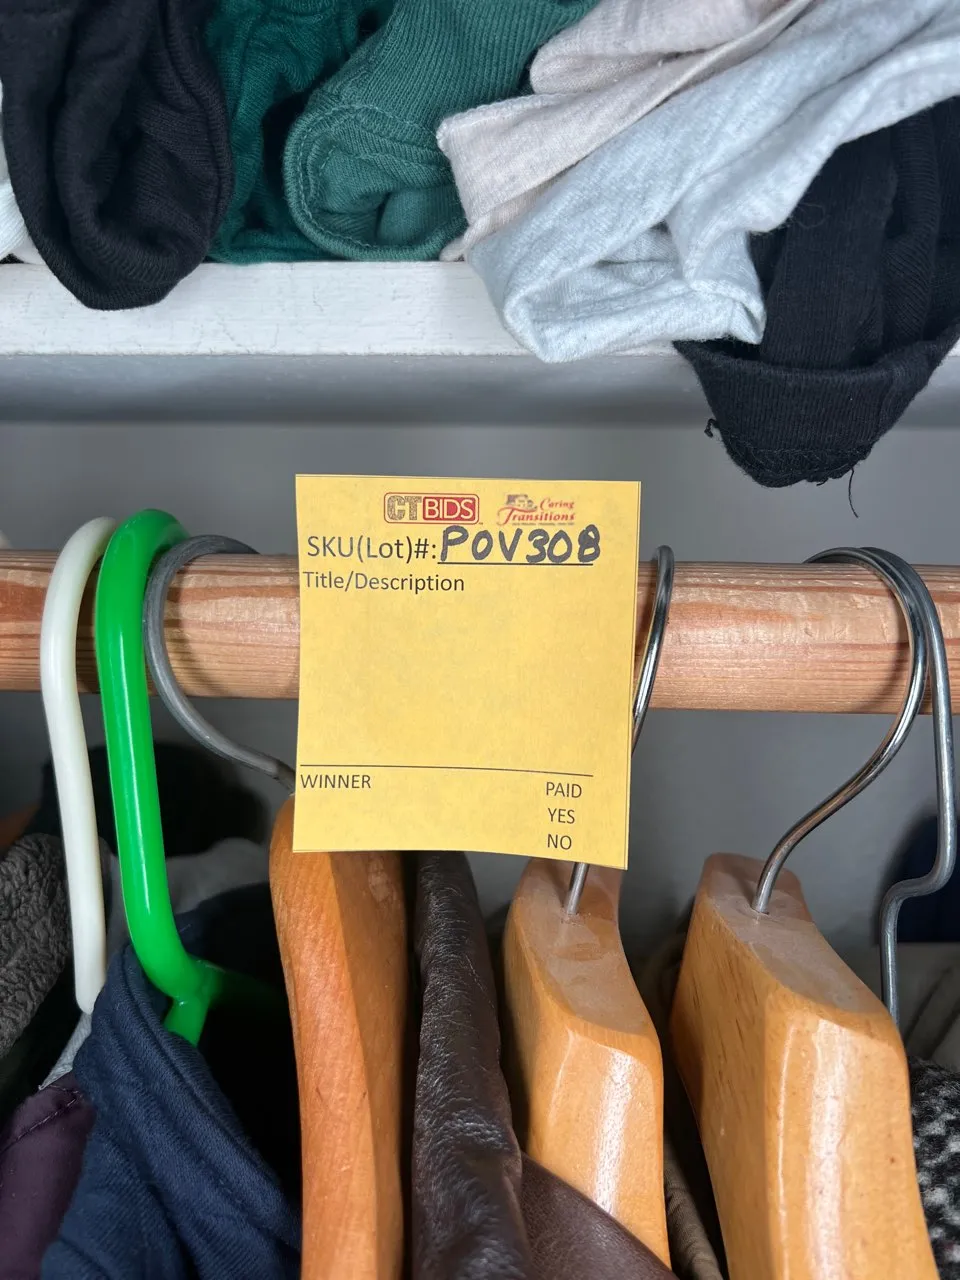 CTBIDS
Caring
Transitions
SKU(Lot)#: POV308
Title/Description
WINNER
PAID
YES
NO